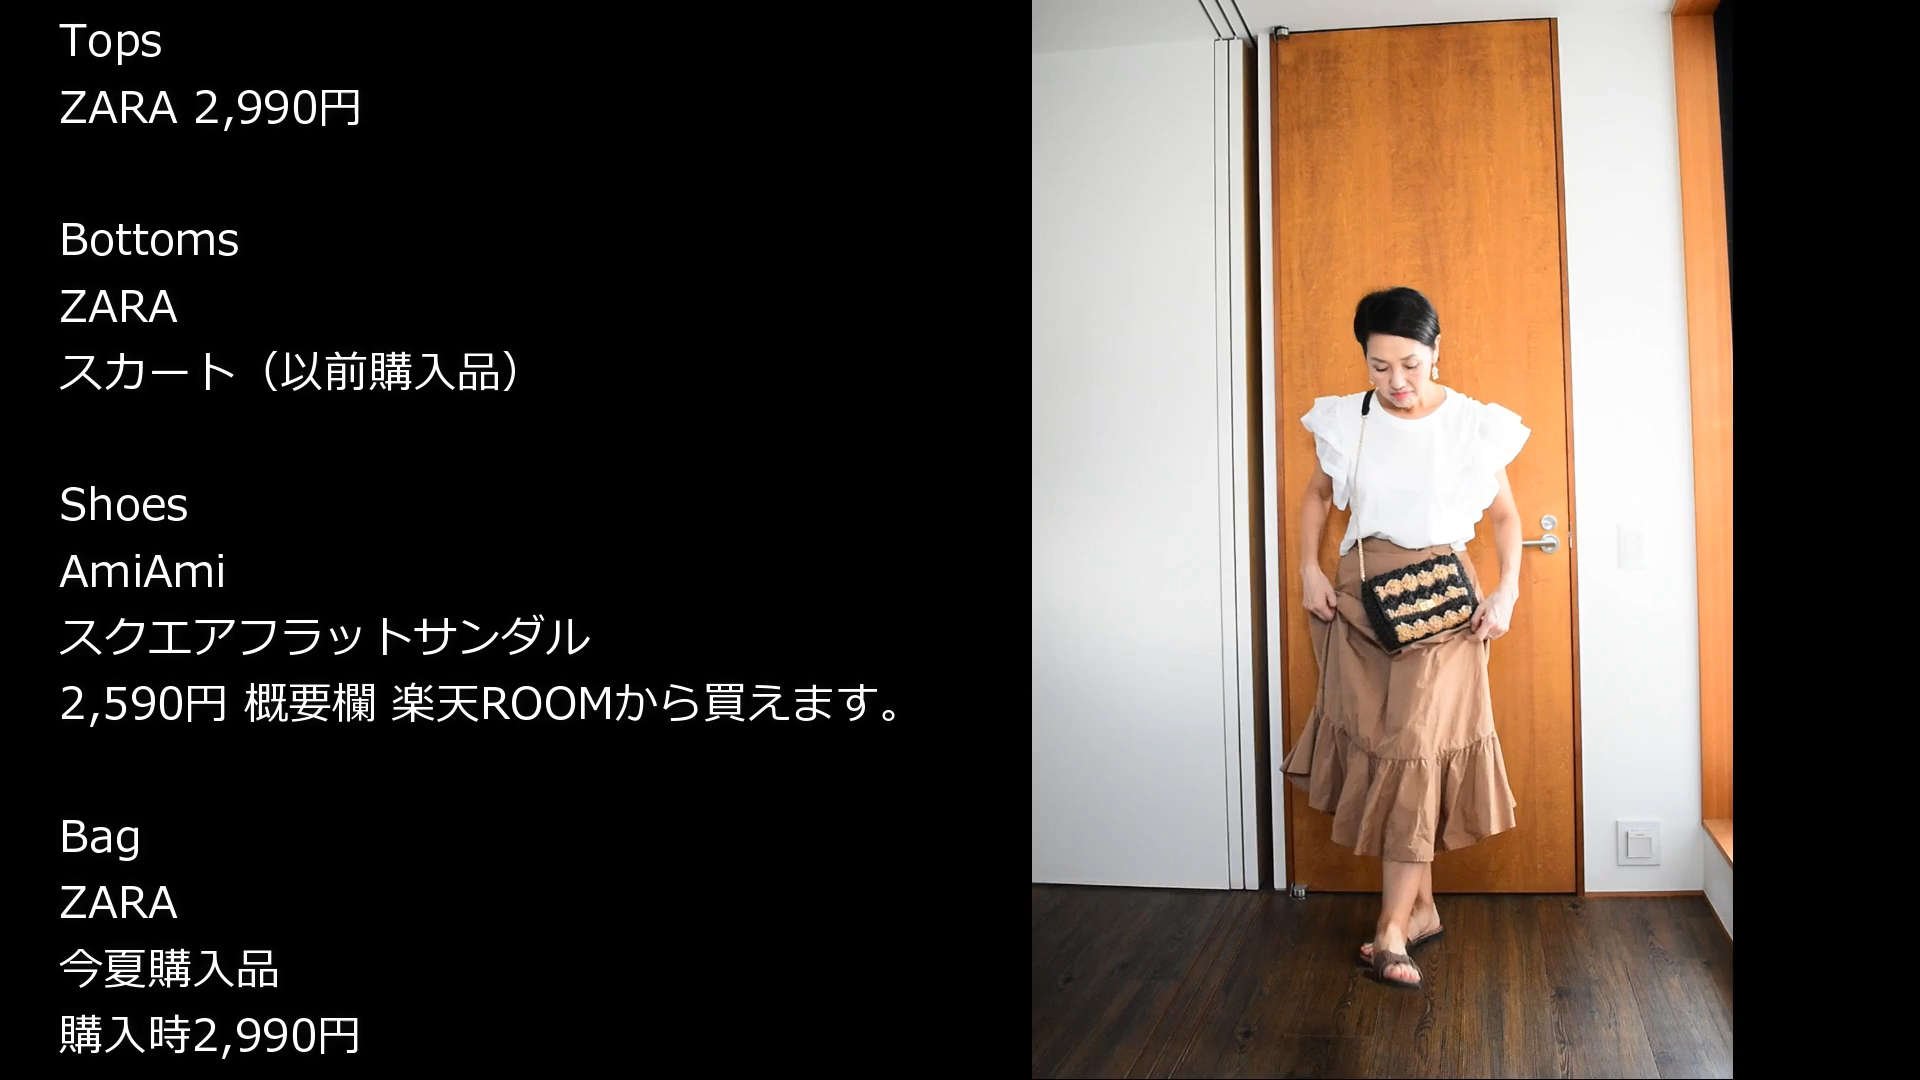 Tops
ZARA 2,990円
Bottoms
ZARA
スカート（以前購入品）
Shoes
AmiAmi
スクエアフラットサンダル
2,590円 概要欄 楽天ROOMから買えます。
Bag
ZARA
今夏購入品
購入時2,990円